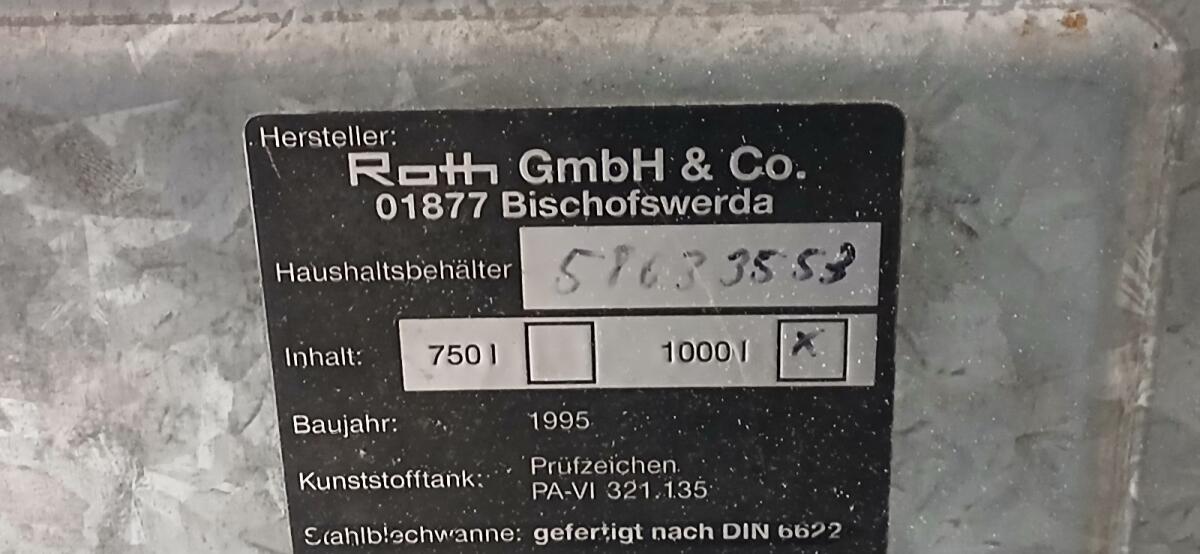 Hersteller:
Roth GmbH & Co.
01877 Bischofswerda
Haushaltsbehälter
Inhalt: 750 l 1000 l x
Baujahr: 1995
Kunststofftank: Prüfzeichen
PA-VI 321.135
Stahlblechwanne: gefertigt nach DIN 6622